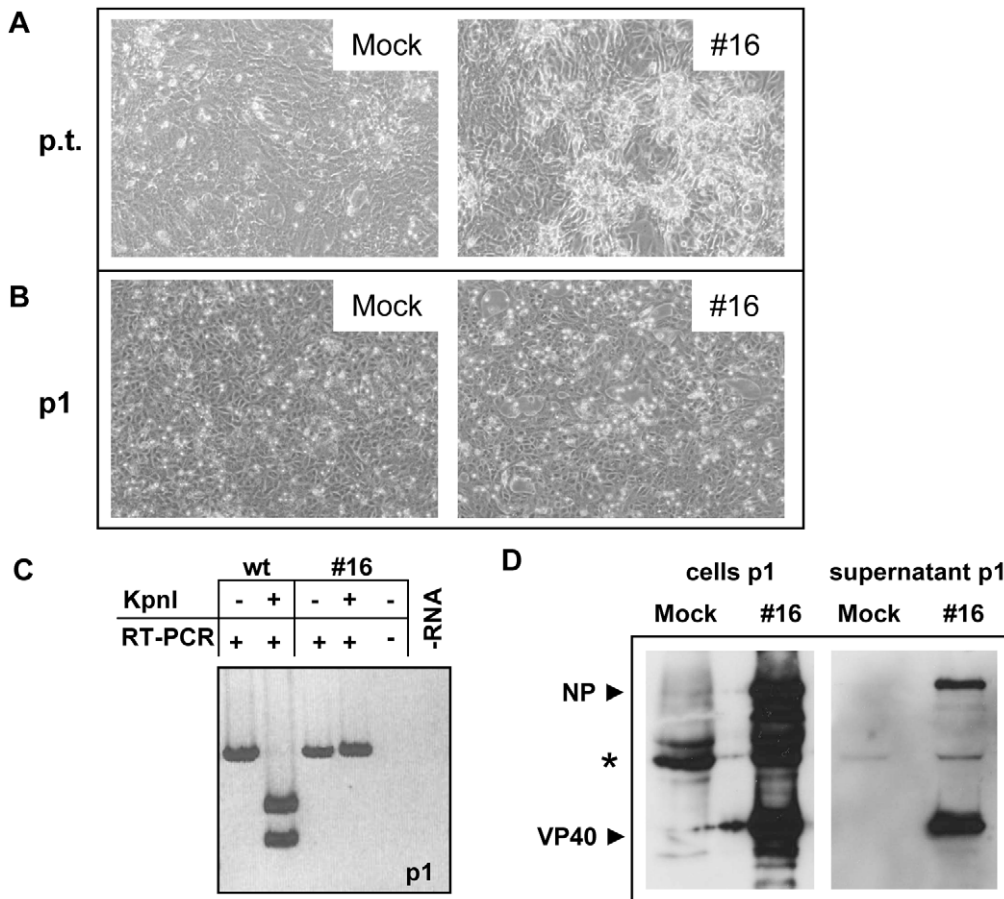 A
Mock #16
p.t.
B
Mock #16
p1
C
wt #16
KpnI - + - + - -RNA
RT-PCR + + + + -
p1
D
cells p1 supernatant p1
Mock #16 Mock #16
NP ►
*
VP40 ►